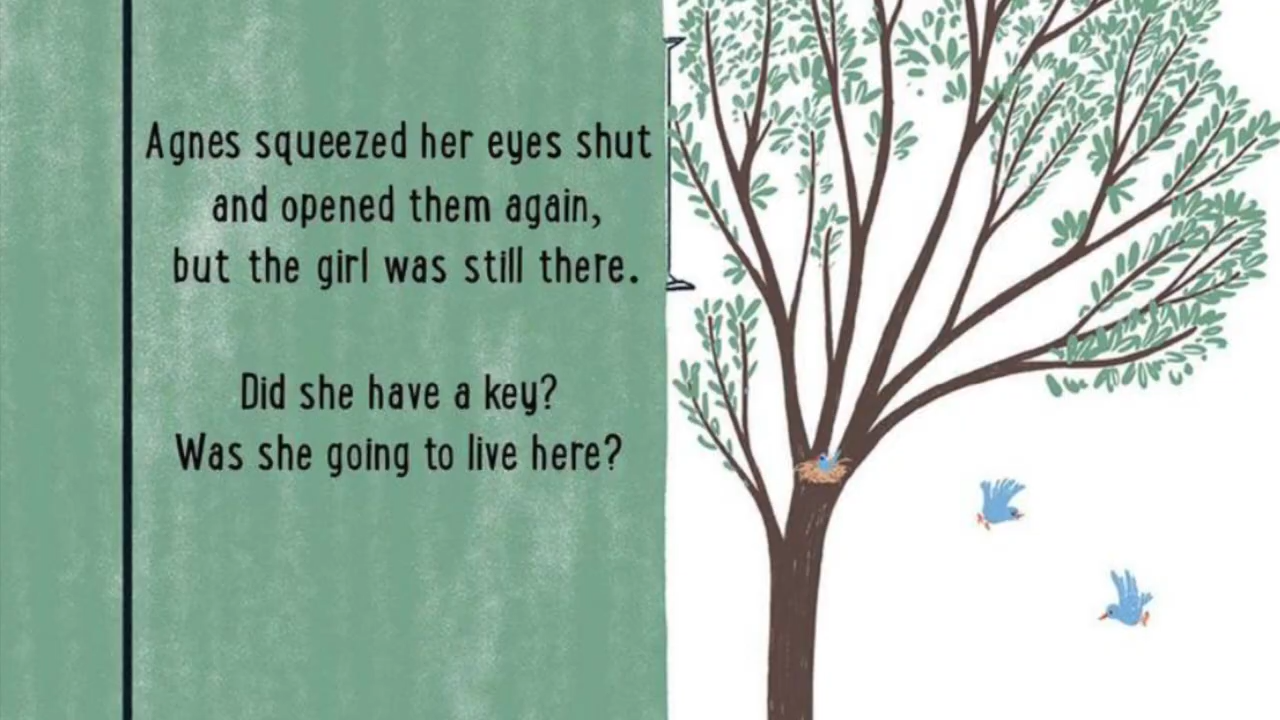 Agnes squeezed her eyes shut
and opened them again,
but the girl was still there.
Did she have a key?
Was she going to live here?